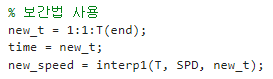 % 보간법 사용
new_t = 1:1:T(end);
time = new_t;
new_speed = interp1(T, SPD, new_t);